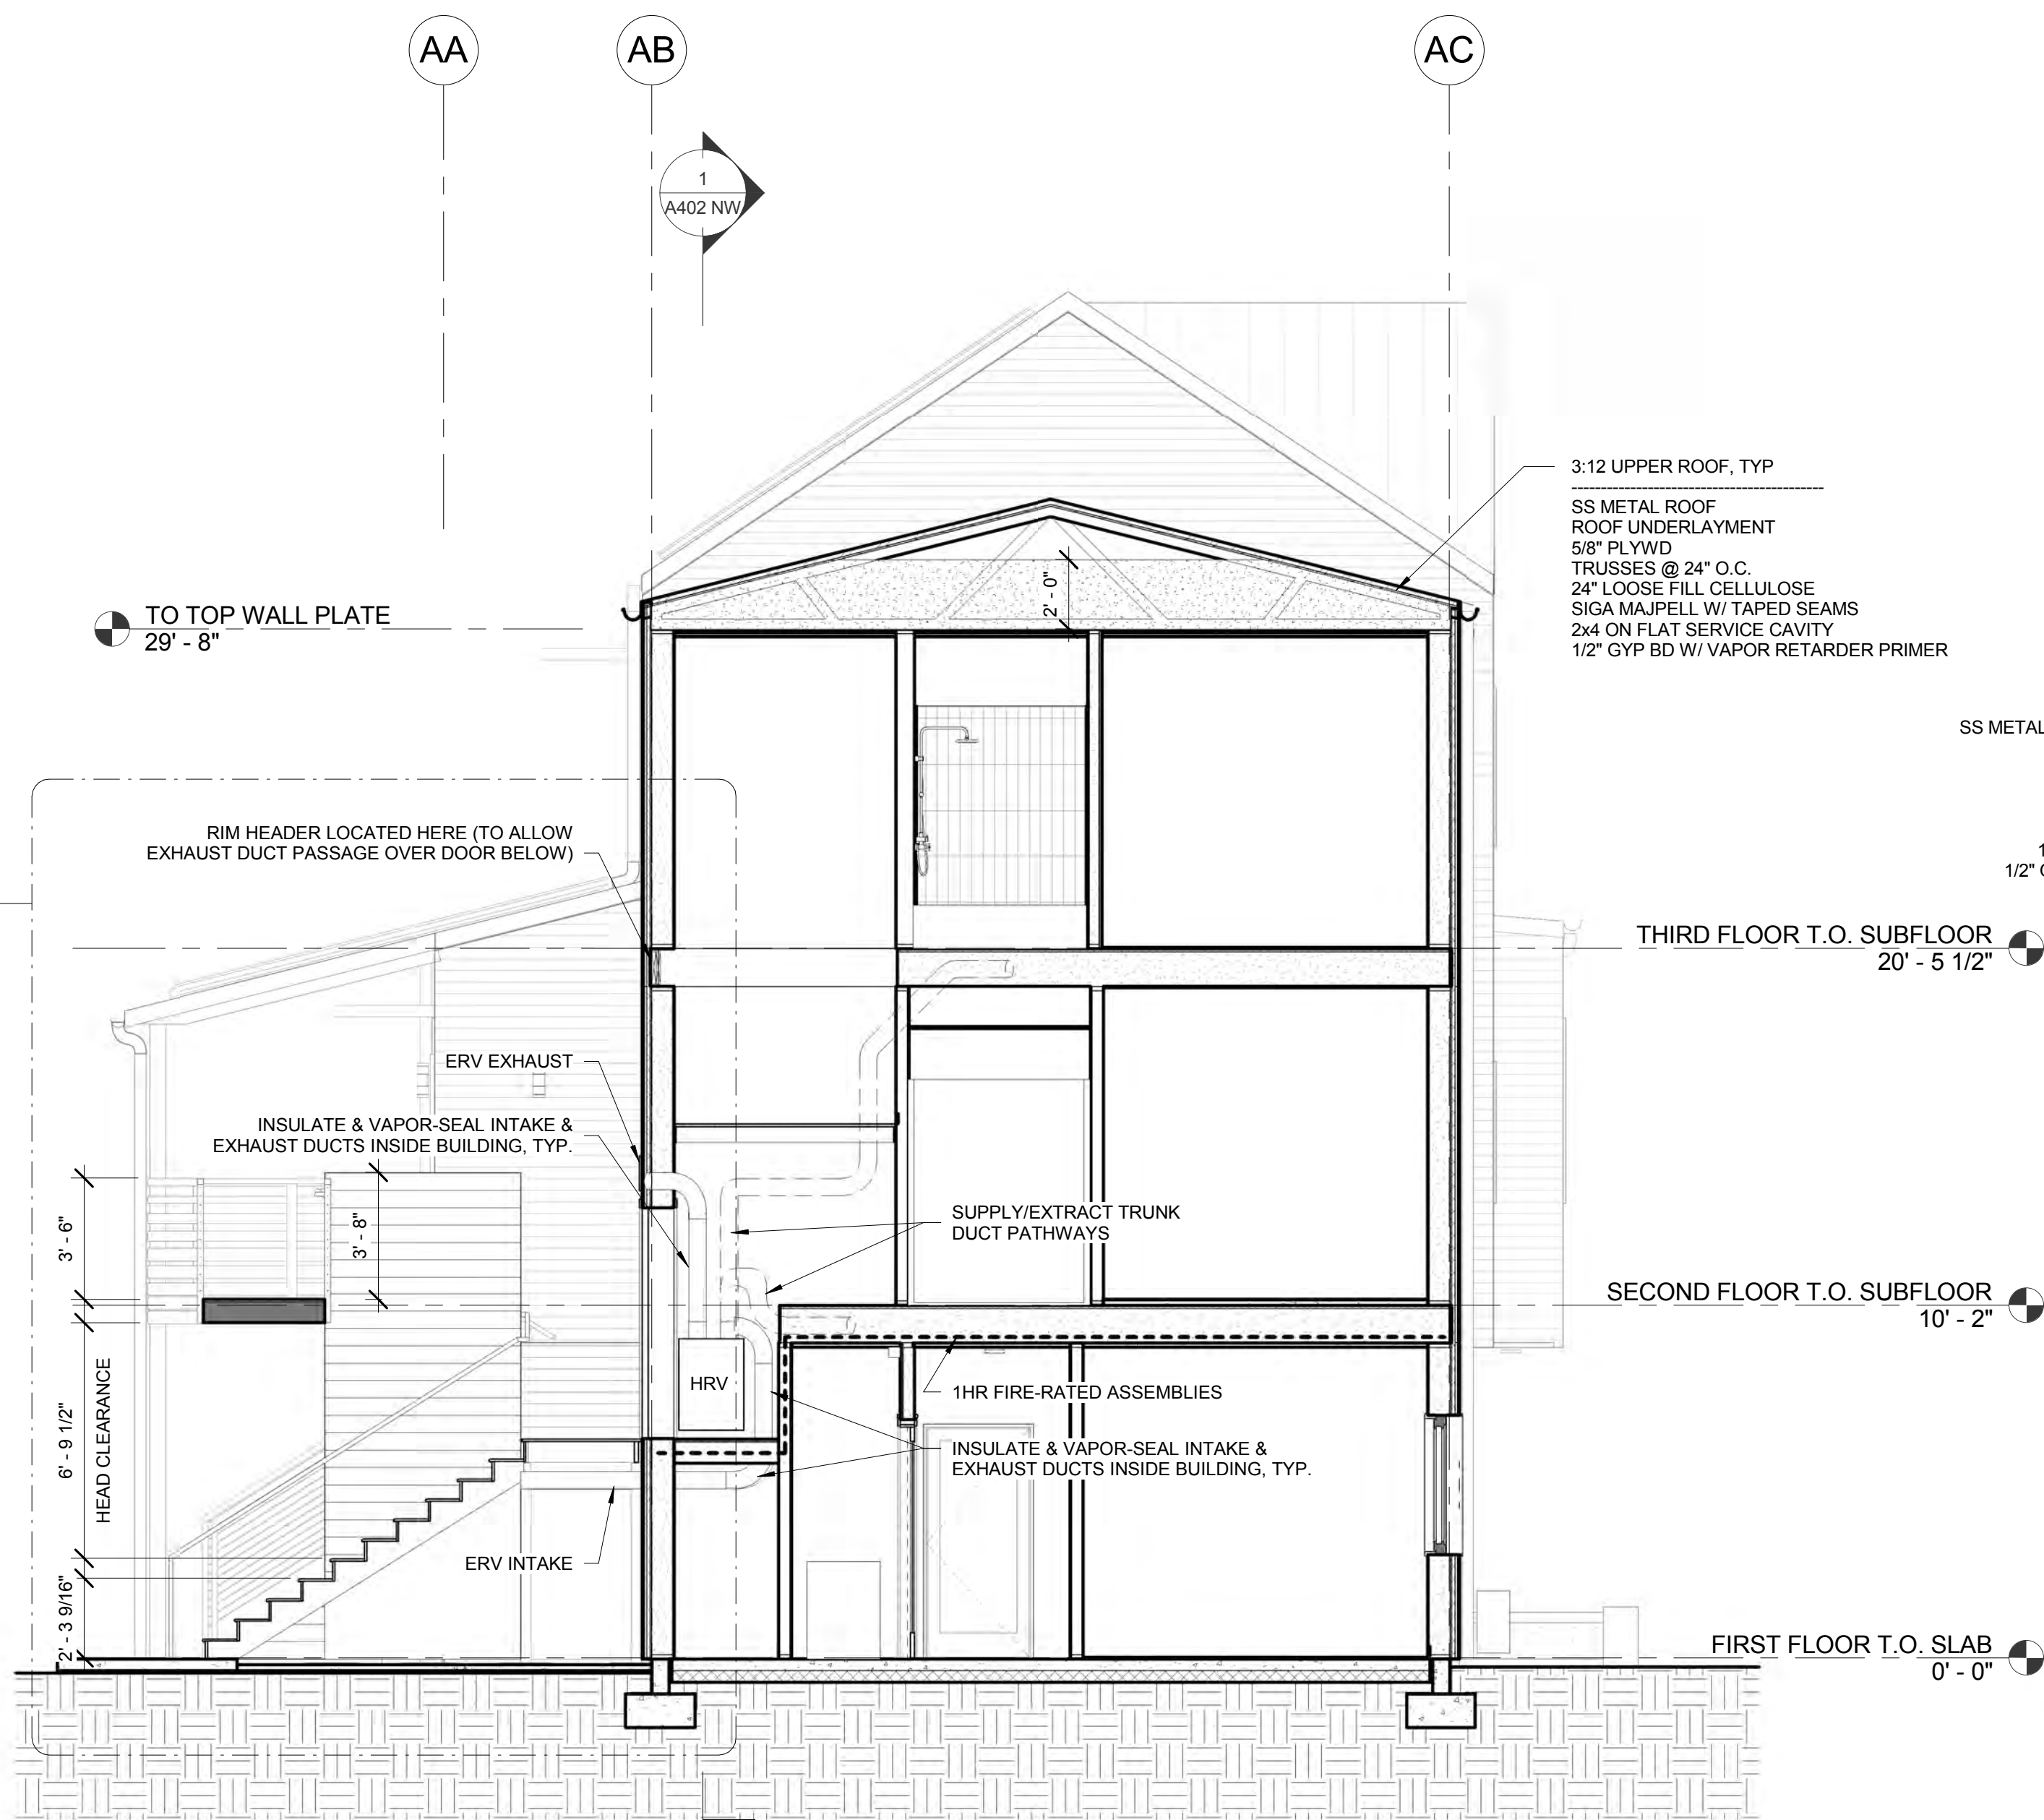 AA
AB
AC
1
A402 NW
3:12 UPPER ROOF, TYP
------------------------------------------
SS METAL ROOF
ROOF UNDERLAYMENT
5/8" PLYWD
TRUSSES @ 24" O.C.
24" LOOSE FILL CELLULOSE
SIGA MAJPELL W/ TAPED SEAMS
2x4 ON FLAT SERVICE CAVITY
1/2" GYP BD W/ VAPOR RETARDER PRIMER
2' - 0"
TO TOP WALL PLATE
29' - 8"
SS METAL
RIM HEADER LOCATED HERE (TO ALLOW
EXHAUST DUCT PASSAGE OVER DOOR BELOW)
1
1/2"
THIRD FLOOR T.O. SUBFLOOR
20' - 5 1/2"
ERV EXHAUST
INSULATE & VAPOR-SEAL INTAKE &
EXHAUST DUCTS INSIDE BUILDING, TYP.
3' - 6"
3' - 8"
SUPPLY/EXTRACT TRUNK
DUCT PATHWAYS
SECOND FLOOR T.O. SUBFLOOR
10' - 2"
HRV
1HR FIRE-RATED ASSEMBLIES
6' - 9 1/2"
HEAD CLEARANCE
INSULATE & VAPOR-SEAL INTAKE &
EXHAUST DUCTS INSIDE BUILDING, TYP.
ERV INTAKE
2' - 3 9/16"
FIRST FLOOR T.O. SLAB
0' - 0"